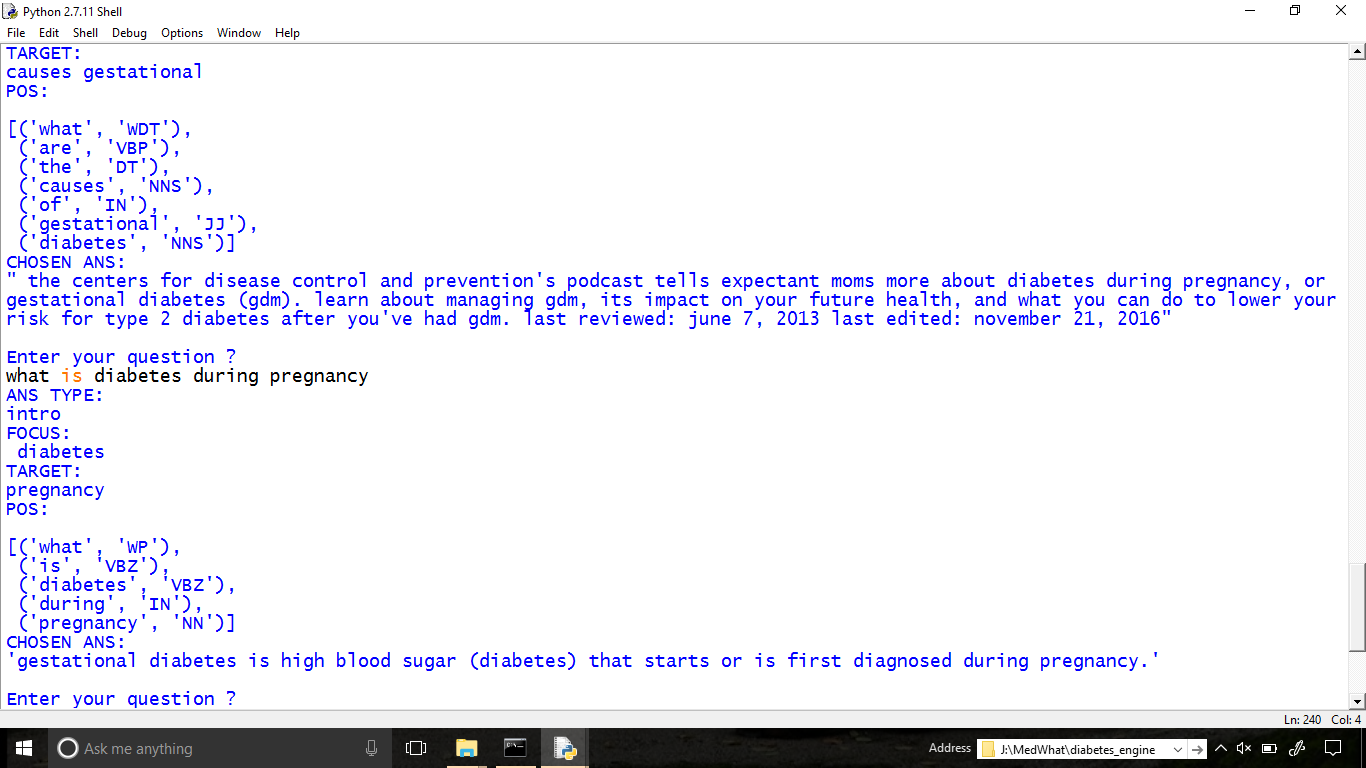 Python 2.7.11 Shell
File Edit Shell Debug Options Window Help
TARGET:
causes gestational
POS:
[('what', 'WDT'),
('are', 'VBP'),
('the', 'DT'),
('causes', 'NNS'),
('of', 'IN'),
('gestational', 'JJ'),
('diabetes', 'NNS')]
CHOSEN ANS:
" the centers for disease control and prevention's podcast tells expectant moms more about diabetes during pregnancy, or
gestational diabetes (gdm). learn about managing gdm, its impact on your future health, and what you can do to lower your
risk for type 2 diabetes after you've had gdm. last reviewed: june 7, 2013 last edited: november 21, 2016"
Enter your question ?
what is diabetes during pregnancy
ANS TYPE:
intro
FOCUS:
diabetes
TARGET:
pregnancy
POS:
[('what', 'WP'),
('is', 'VBZ'),
('diabetes', 'VBZ'),
('during', 'IN'),
('pregnancy', 'NN')]
CHOSEN ANS:
'gestational diabetes is high blood sugar (diabetes) that starts or is first diagnosed during pregnancy.'
Enter your question ?
Ln: 240 Col: 4
Ask me anything
Address J:\MedWhat\diabetes_engine